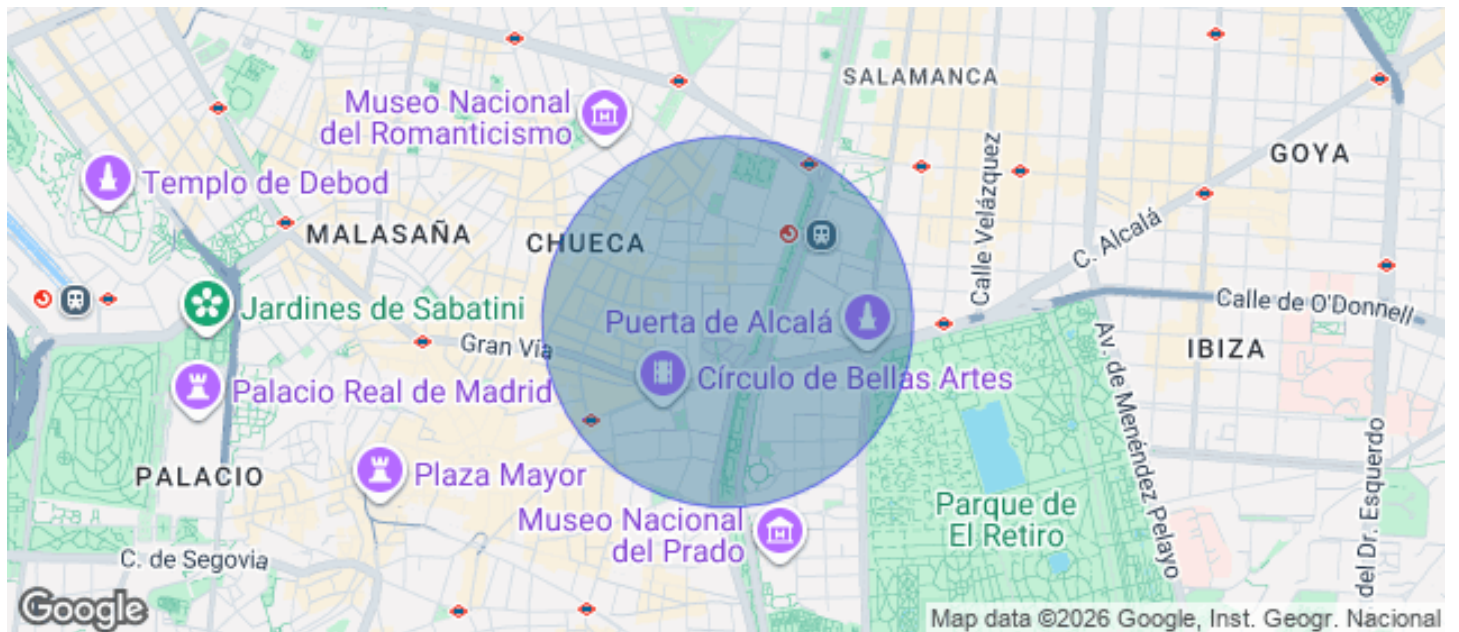 SALAMANCA
Museo Nacional
del Romanticismo
GOYA
Templo de Debod
Calle Velázquez
MALASAÑA
CHUECA
C. Alcalá
Jardines de Sabatini
Puerta de Alcalá
Calle de O'Donnell
Gran Vía
IBIZA
Palacio Real de Madrid
Círculo de Bellas Artes
Av. de Menéndez Pelayo
PALACIO
Plaza Mayor
Museo Nacional
del Prado
Parque de
El Retiro
del Dr. Esquerdo
C. de Segovia
Google
Map data ©2026 Google, Inst. Geogr. Nacional